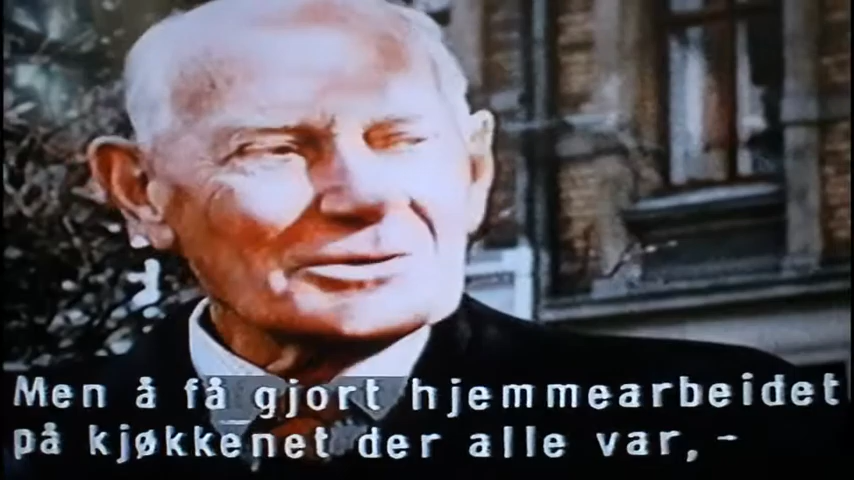 Men å få gjort hjemmearbeidet
på kjøkkenet der alle var, -